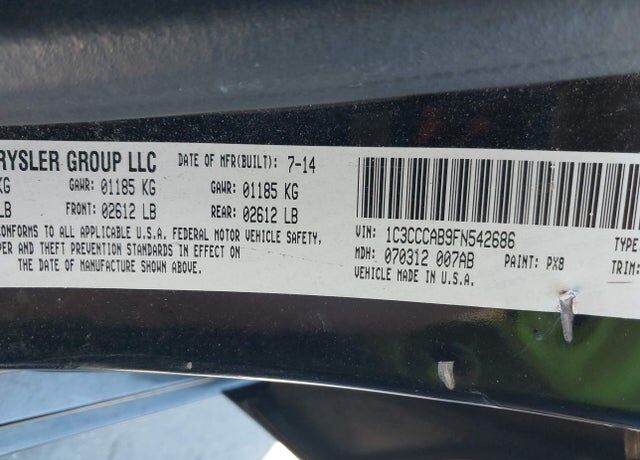 RYSLER GROUP LLC DATE OF MFR(BUILT): 7-14
KG GAWR: 01185 KG GAWR: 01185 KG
LB FRONT: 02612 LB REAR: 02612 LB
CONFORMS TO ALL APPLICABLE U.S.A. FEDERAL MOTOR VEHICLE SAFETY,
PER AND THEFT PREVENTION STANDARDS IN EFFECT ON
THE DATE OF MANUFACTURE SHOWN ABOVE.
VIN: 1C3CCCAB9FN542686 TYPE
MDH: 070312 007AB PAINT: PX8 TRIM:
VEHICLE MADE IN U.S.A.